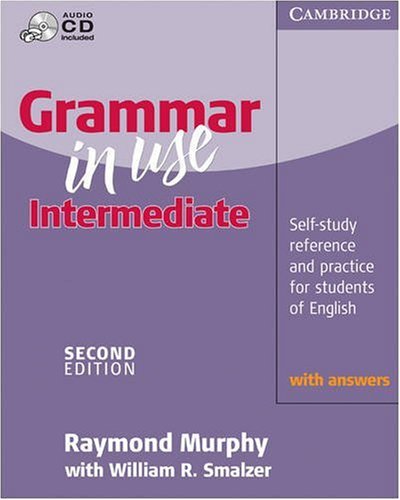 AUDIO
CD
included
CAMBRIDGE
Grammar
in use
Intermediate
Self-study
reference
and practice
for students
of English
SECOND
EDITION
with answers
Raymond Murphy
with William R. Smalzer